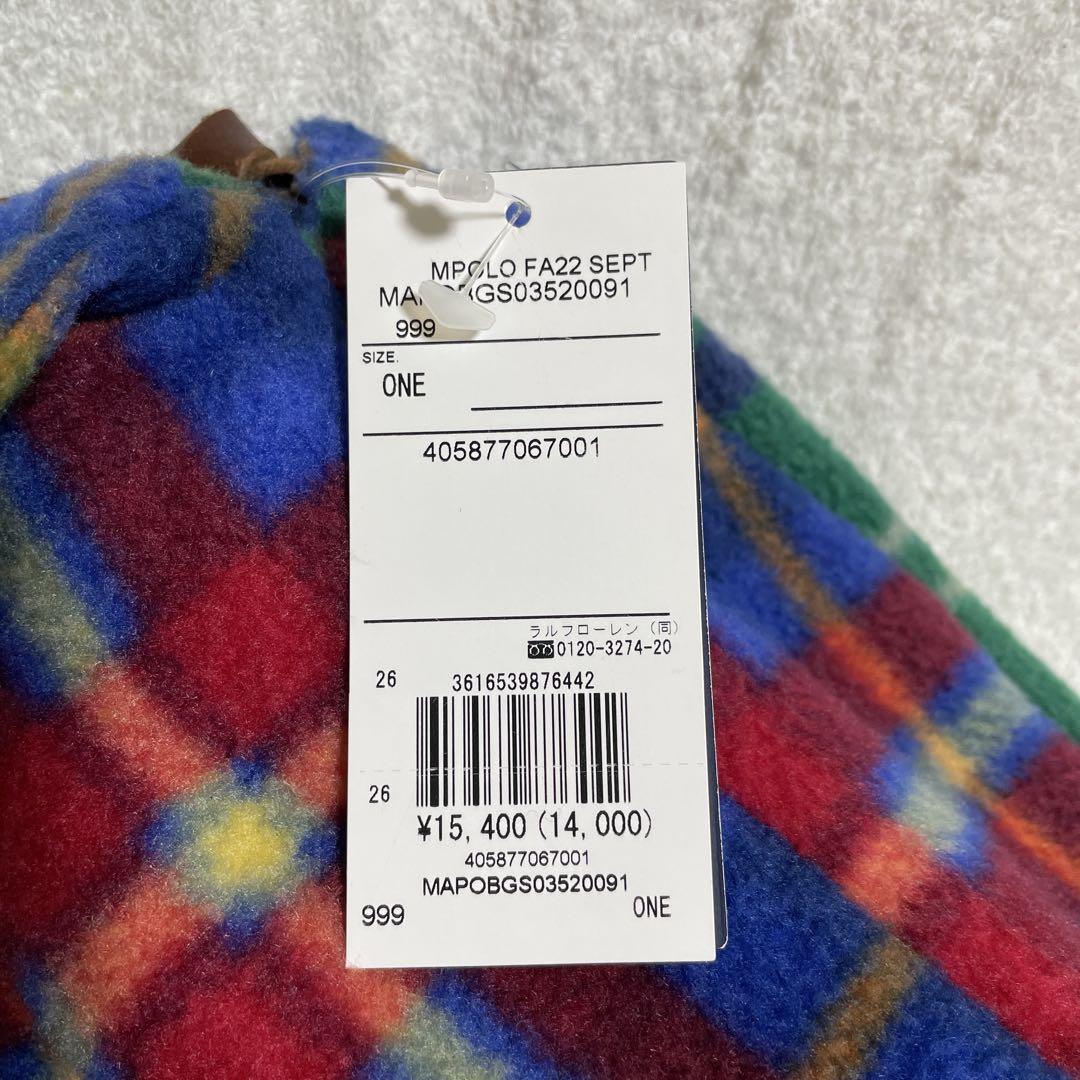 MPOLO FA22 SEPT
MAPOBGS03520091
999
SIZE.
ONE
405877067001
ラルフローレン (同)
0120-3274-20
26 3616539876442
26
¥15,400 (14,000)
405877067001
MAPOBGS03520091
999 ONE